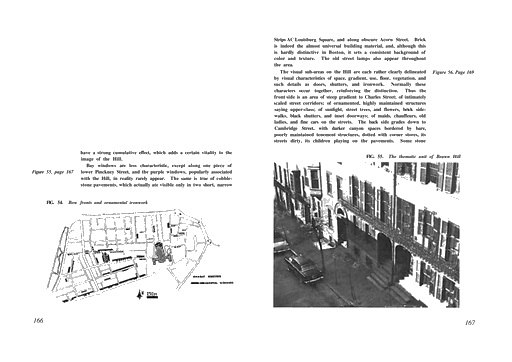 have a strong cumulative effect, which adds a certain vitality to the
image of the Hill.
Bay windows are less characteristic, except along one piece of
Figure 55, page 167
lower Pinckney Street, and the purple windows, popularly associated
with the Hill, in reality rarely appear. The same is true of cobble-
stone pavements, which actually are visible only in two short, narrow
FIG. 54. Bow fronts and ornamental ironwork
166
strips AC Louisburg Square, and along obscure Acorn Street. Brick
is indeed the almost universal building material, and, although this
is hardly distinctive in Boston, it sets a consistent background of
color and texture. The old street lamps also appear throughout
the area.
The visual sub-areas on the Hill are each rather clearly delineated
Figure 56, Page 169
by visual characteristics of space, gradient, use, floor, vegetation, and
such details as doors, shutters, and ironwork. Normally these
characters occur together, reinforcing the distinction. Thus the
front side is an area of steep gradient to Charles Street; of intimately
scaled street corridors; of ornamented, highly maintained structures
saying upper-class; of sunlight, street trees, and flowers, brick side-
walks, black shutters, and inset doorways; of maids, chauffeurs, old
ladies, and fine cars on the streets. The back side grades down to
Cambridge Street, with darker canyon spaces bordered by bare,
poorly maintained tenement structures, dotted with corner stores, its
streets dirty, its children playing on the pavements. Some stone
FIG. 55. The thematic unit of Beacon Hill
167